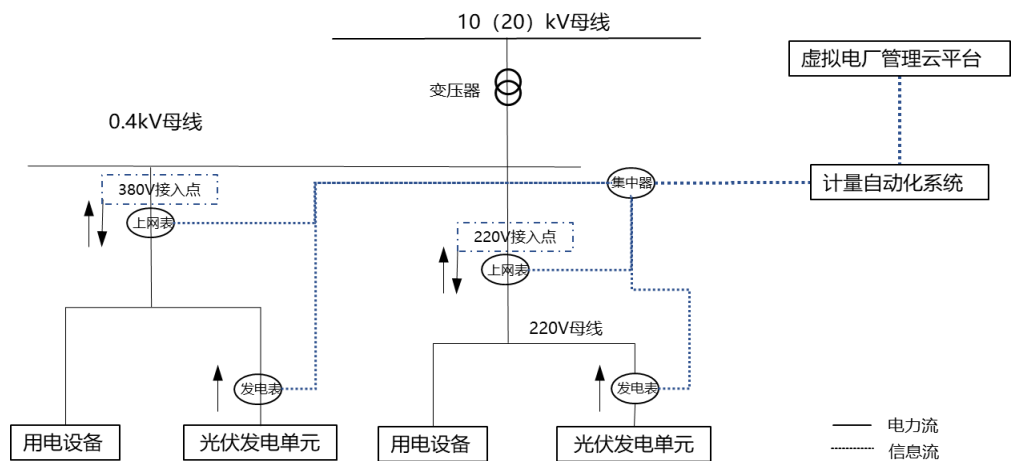 10（20）kV母线
虚拟电厂管理云平台
变压器
0.4kV母线
380V接入点
集中器
计量自动化系统
上网表
220V接入点
上网表
220V母线
发电表
发电表
用电设备
光伏发电单元
用电设备
光伏发电单元
电力流
信息流